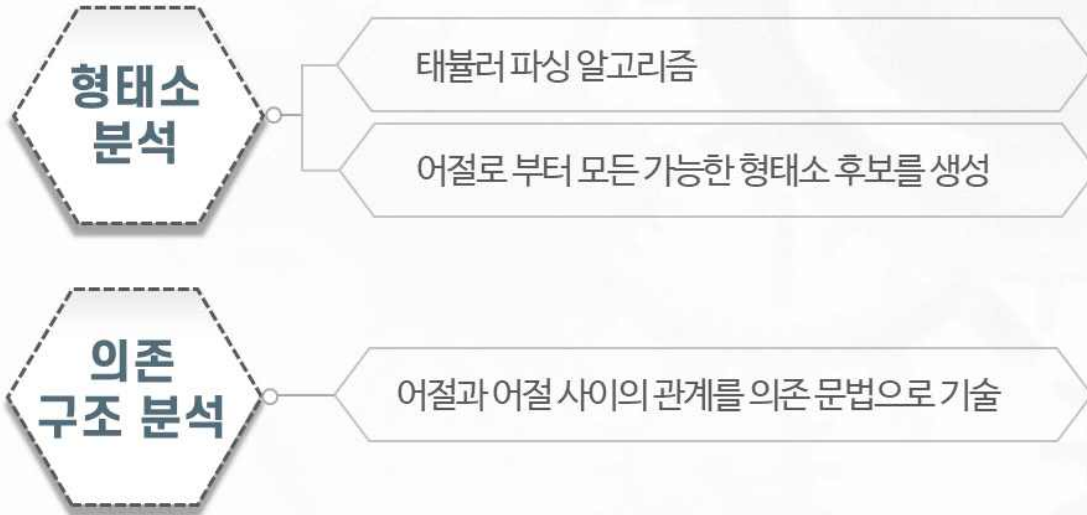 형태소
분석
태뷸러 파싱 알고리즘
어절로 부터 모든 가능한 형태소 후보를 생성
의존
구조 분석
어절과 어절 사이의 관계를 의존 문법으로 기술